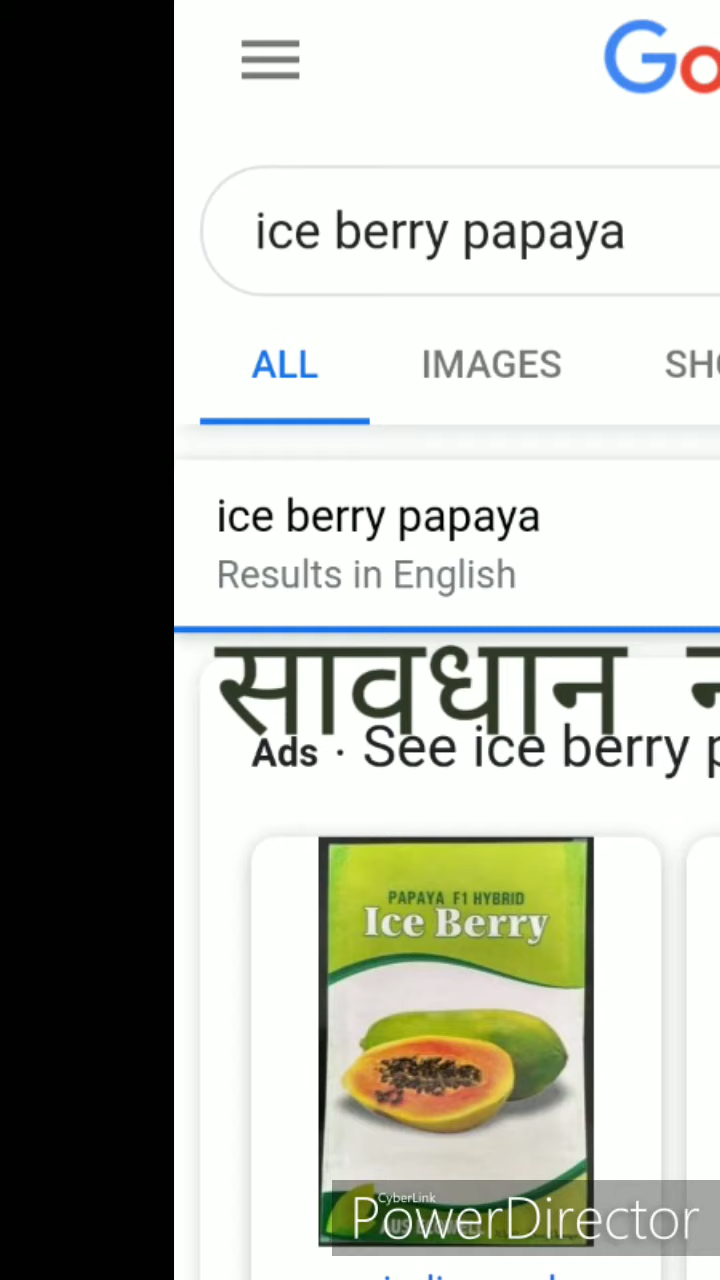 Go
ice berry papaya
ALL IMAGES SHO
ice berry papaya
Results in English
सावधान
Ads · See ice berry p
PAPAYA F1 HYBRID
Ice Berry
CyberLink
PowerDirector